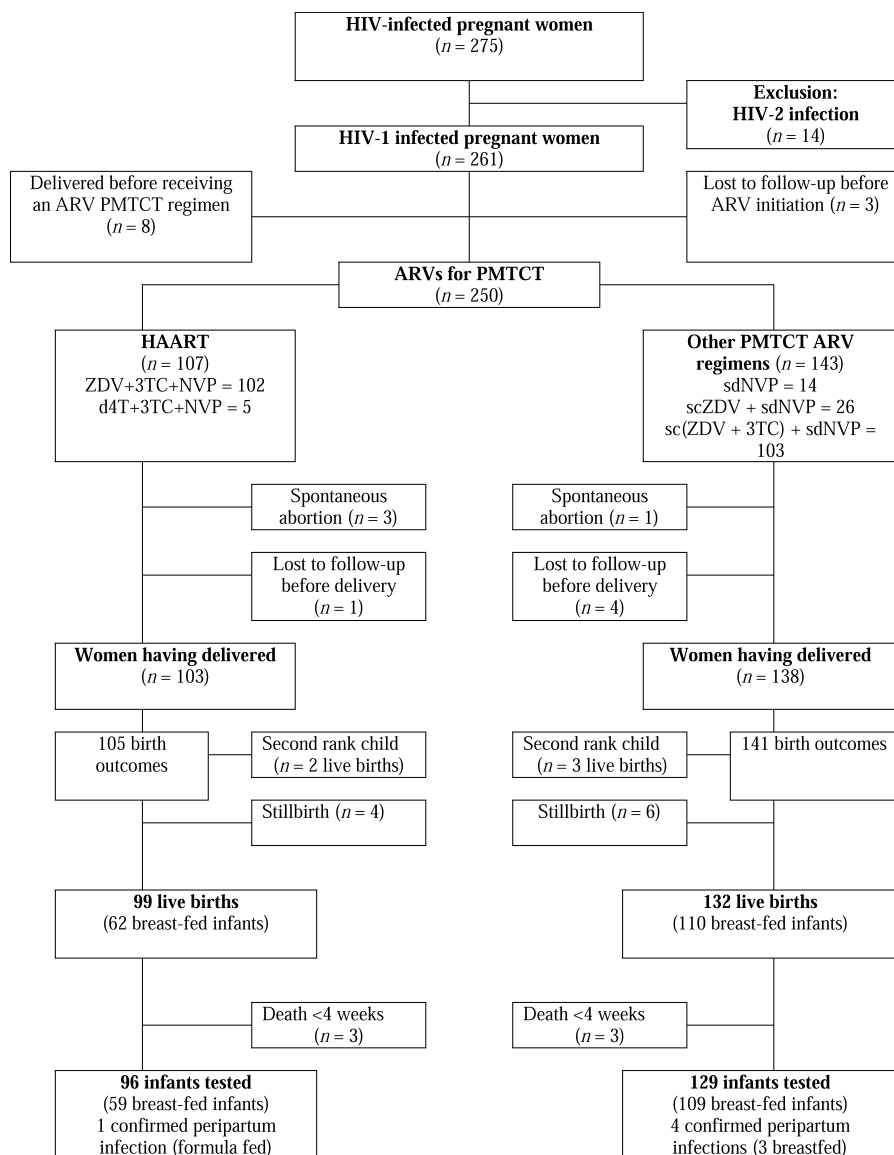 HIV-infected pregnant women
(n = 275)
Exclusion:
HIV-2 infection
(n = 14)
HIV-1 infected pregnant women
(n = 261)
Delivered before receiving
an ARV PMTCT regimen
(n = 8)
Lost to follow-up before
ARV initiation (n = 3)
ARVs for PMTCT
(n = 250)
HAART
(n = 107)
ZDV+3TC+NVP = 102
d4T+3TC+NVP = 5
Other PMTCT ARV
regimens (n = 143)
sdNVP = 14
scZDV + sdNVP = 26
sc(ZDV + 3TC) + sdNVP =
103
Spontaneous
abortion (n = 3)
Spontaneous
abortion (n = 1)
Lost to follow-up
before delivery
(n = 1)
Lost to follow-up
before delivery
(n = 4)
Women having delivered
(n = 103)
Women having delivered
(n = 138)
105 birth
outcomes
Second rank child
(n = 2 live births)
Second rank child
(n = 3 live births)
141 birth outcomes
Stillbirth (n = 4)
Stillbirth (n = 6)
99 live births
(62 breast-fed infants)
132 live births
(110 breast-fed infants)
Death <4 weeks
(n = 3)
Death <4 weeks
(n = 3)
96 infants tested
(59 breast-fed infants)
1 confirmed peripartum
infection (formula fed)
129 infants tested
(109 breast-fed infants)
4 confirmed peripartum
infections (3 breastfed)